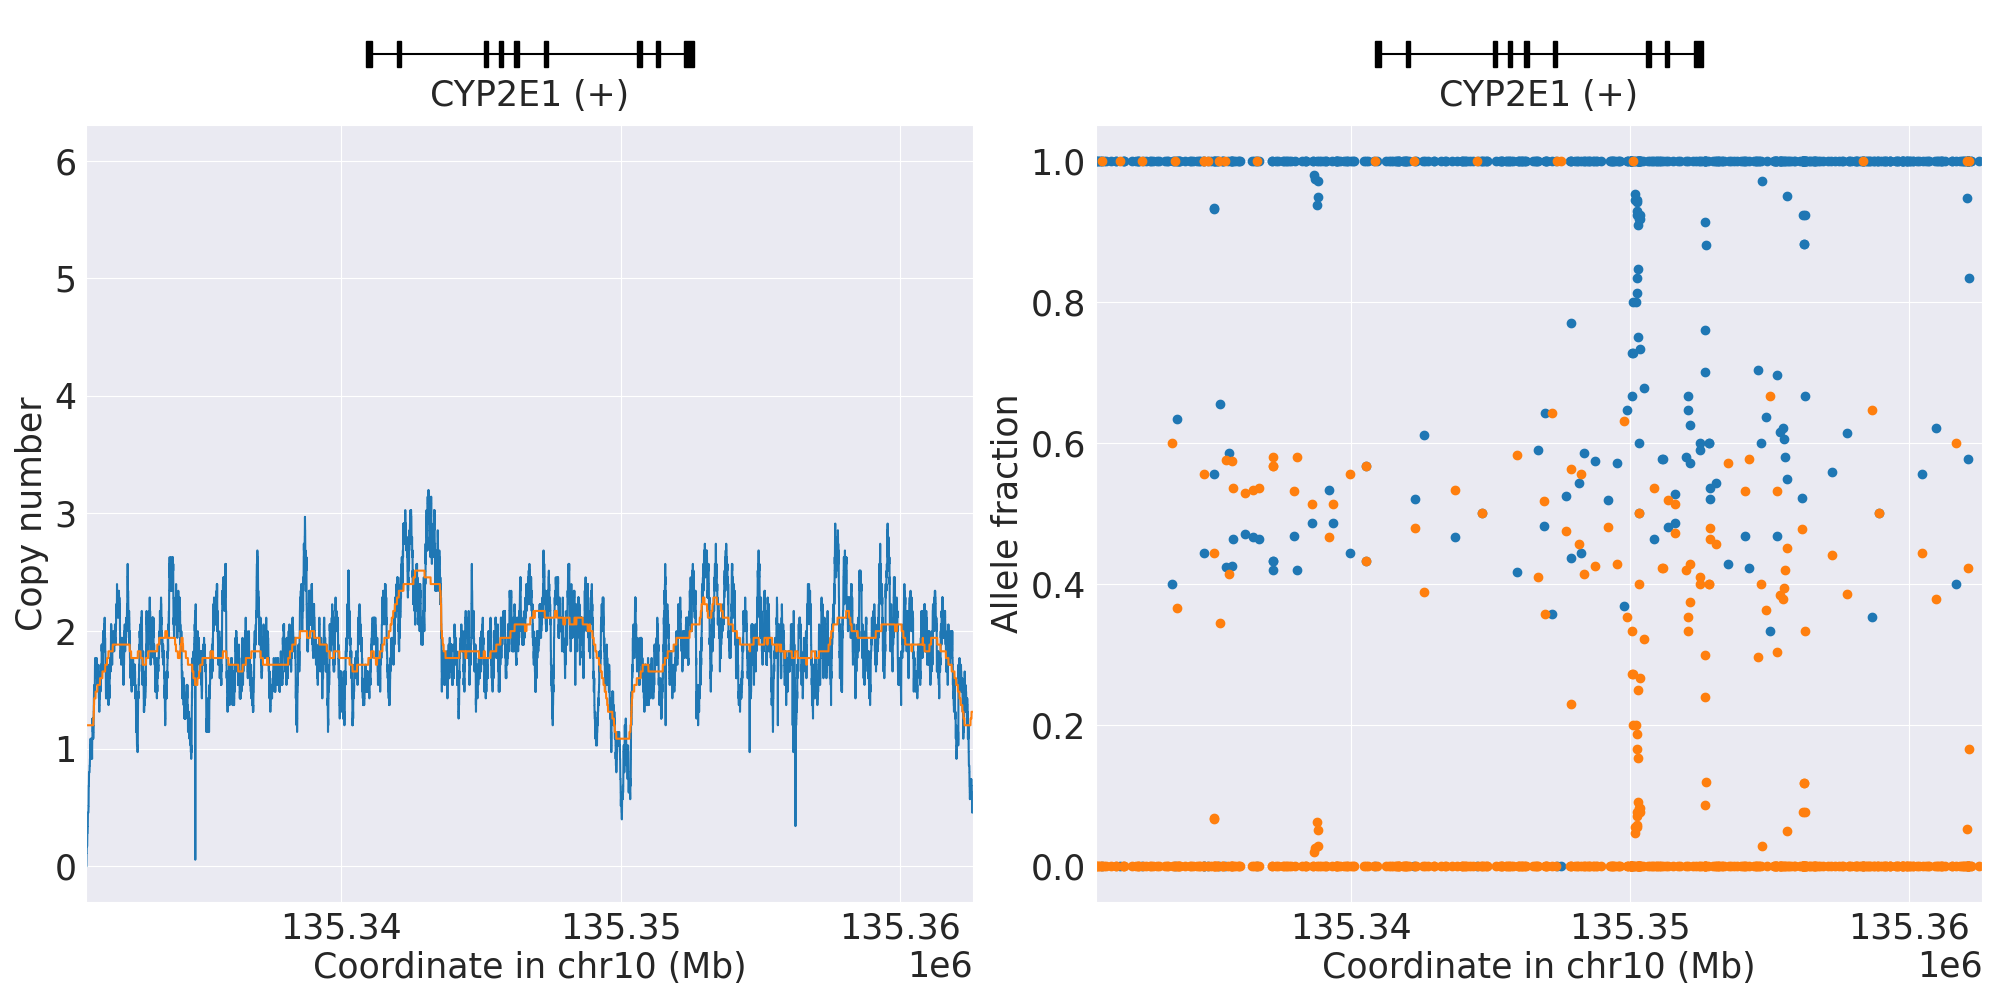 CYP2E1 (+)
6
5
4
3
2
1
0
Copy number
135.34 135.35 135.36
Coordinate in chr10 (Mb)
1e6
CYP2E1 (+)
1.0
0.8
0.6
0.4
0.2
0.0
Allele fraction
135.34 135.35 135.36
Coordinate in chr10 (Mb)
1e6